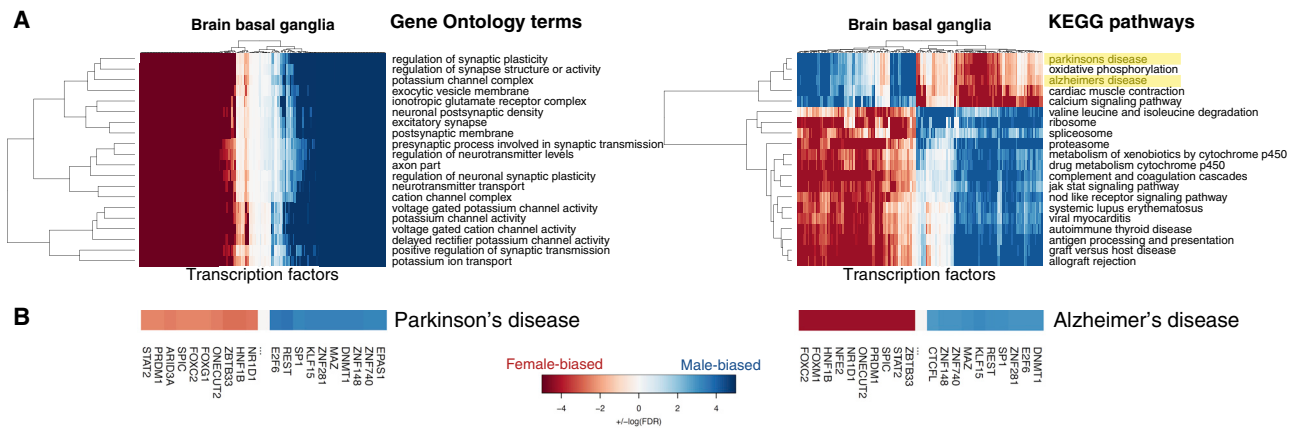 A
Brain basal ganglia
Gene Ontology terms
regulation of synaptic plasticity
regulation of synapse structure or activity
potassium channel complex
exocytic vesicle membrane
ionotropic glutamate receptor complex
neuronal postsynaptic density
excitatory synapse
postsynaptic membrane
presynaptic process involved in synaptic transmission
regulation of neurotransmitter levels
axon part
regulation of neuronal synaptic plasticity
neurotransmitter transport
cation channel complex
voltage gated potassium channel activity
potassium channel activity
voltage gated cation channel activity
delayed rectifier potassium channel activity
positive regulation of synaptic transmission
potassium ion transport
Transcription factors
Brain basal ganglia
KEGG pathways
parkinsons disease
oxidative phosphorylation
alzheimers disease
cardiac muscle contraction
calcium signaling pathway
valine leucine and isoleucine degradation
ribosome
spliceosome
proteasome
metabolism of xenobiotics by cytochrome p450
drug metabolism cytochrome p450
complement and coagulation cascades
jak stat signaling pathway
nod like receptor signaling pathway
systemic lupus erythematosus
viral myocarditis
autoimmune thyroid disease
antigen processing and presentation
graft versus host disease
allograft rejection
Transcription factors
B
Parkinson's disease
STAT2
PRDM1
ARID3A
SPIC
FOXC2
FOXG1
ONECUT2
ZBTB33
HNF1B
NR1D1
...
E2F6
REST
SP1
KLF15
ZNF281
MAZ
DNMT1
ZNF148
ZNF740
EPAS1
Female-biased
Male-biased
-4
-2
0
2
4
+/-log(FDR)
Alzheimer's disease
FOXC2
FOXM1
HNF1B
NFE2
NR1D1
ONECUT2
PRDM1
SPIC
STAT2
ZBTB33
...
CTCFL
ZNF148
ZNF740
MAZ
KLF15
REST
SP1
ZNF281
E2F6
DNMT1